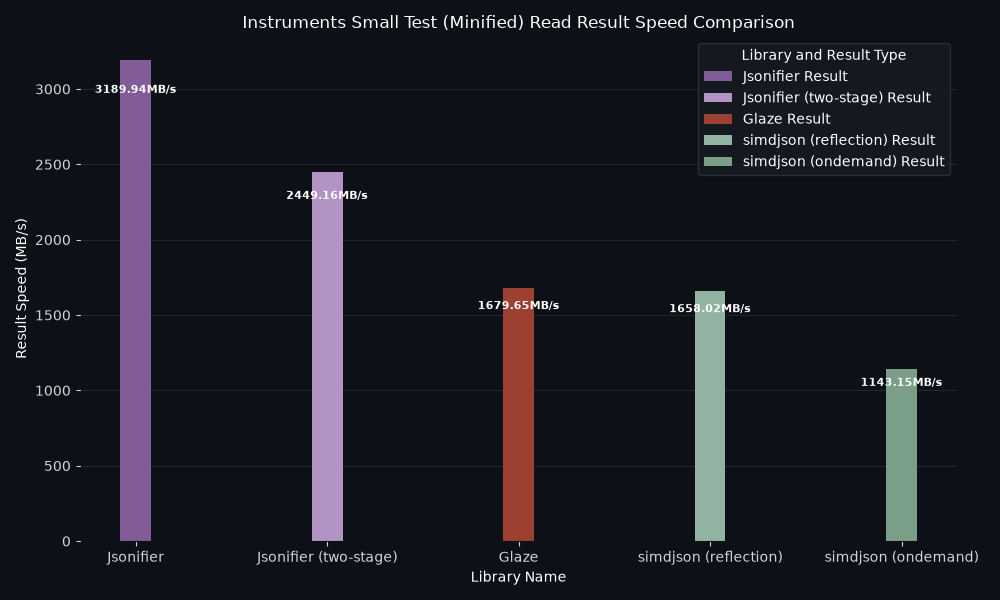 Instruments Small Test (Minified) Read Result Speed Comparison
Library and Result Type
Jsonifier Result
Jsonifier (two-stage) Result
Glaze Result
simdjson (reflection) Result
simdjson (ondemand) Result
Result Speed (MB/s)
3000
2500
2000
1500
1000
500
0
3189.94MB/s
2449.16MB/s
1679.65MB/s
1658.02MB/s
1143.15MB/s
Jsonifier
Jsonifier (two-stage)
Glaze
simdjson (reflection)
simdjson (ondemand)
Library Name